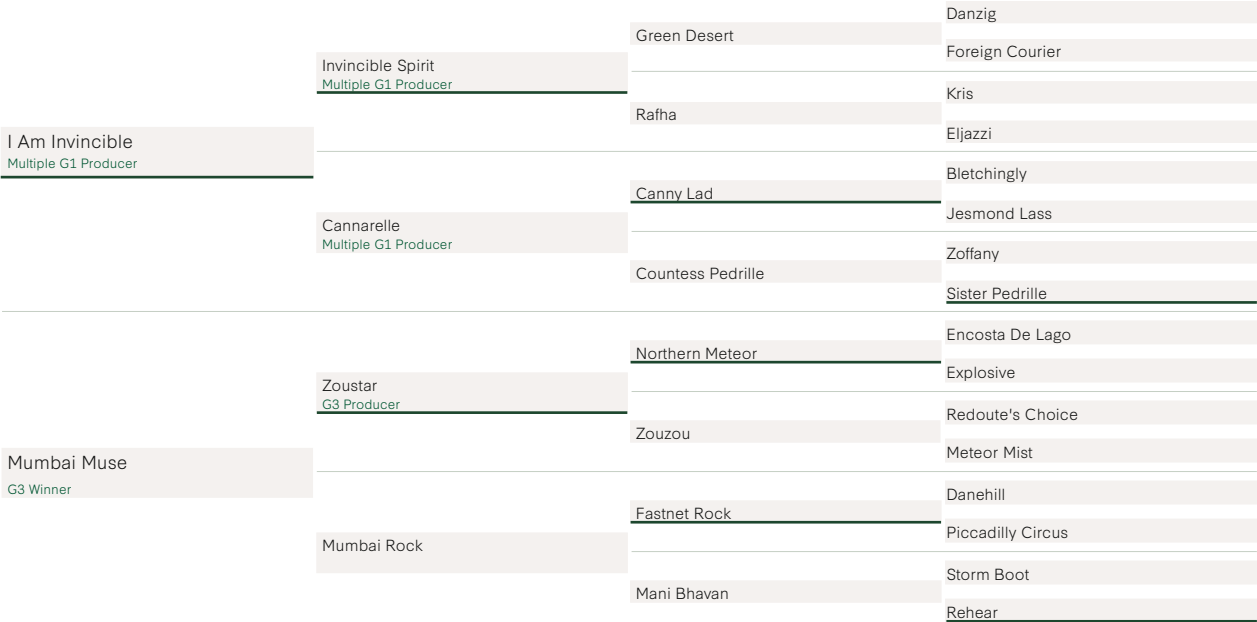 I Am Invincible
Multiple G1 Producer
Mumbai Muse
G3 Winner
Invincible Spirit
Multiple G1 Producer
Cannarelle
Multiple G1 Producer
Zoustar
G3 Producer
Mumbai Rock
Green Desert
Rafha
Canny Lad
Countess Pedrille
Northern Meteor
Zouzou
Fastnet Rock
Mani Bhavan
Danzig
Foreign Courier
Kris
Eljazzi
Bletchingly
Jesmond Lass
Zoffany
Sister Pedrille
Encosta De Lago
Explosive
Redoute's Choice
Meteor Mist
Danehill
Piccadilly Circus
Storm Boot
Rehear